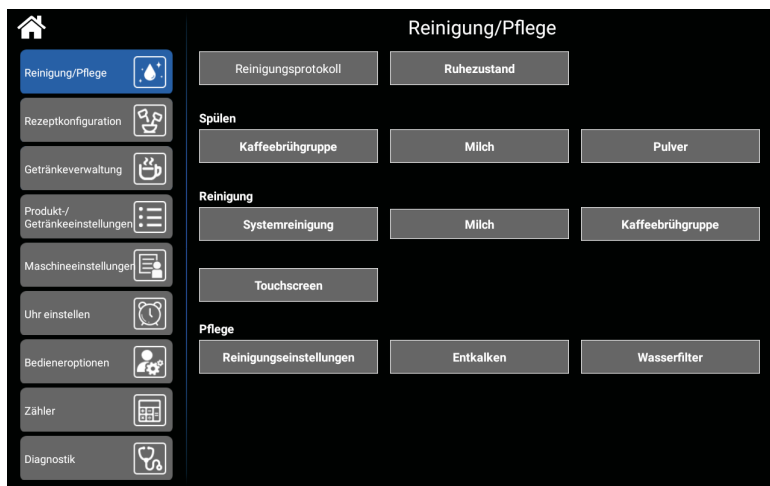 Reinigung/Pflege
Reinigung/Pflege
Rezeptkonfiguration
Getränkeverwaltung
Produkt-/
Getränkeeinstellungen
Maschineeinstellungen
Uhr einstellen
Bedieneroptionen
Zähler
Diagnostik
Reinigungsprotokoll
Ruhezustand
Spülen
Kaffeebrühgruppe
Milch
Pulver
Reinigung
Systemreinigung
Milch
Kaffeebrühgruppe
Touchscreen
Pflege
Reinigungseinstellungen
Entkalken
Wasserfilter